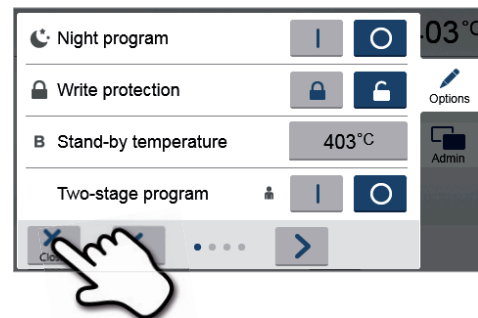 Night program
03°C
Write protection
Options
B Stand-by temperature 403°C
Admin
Two-stage program